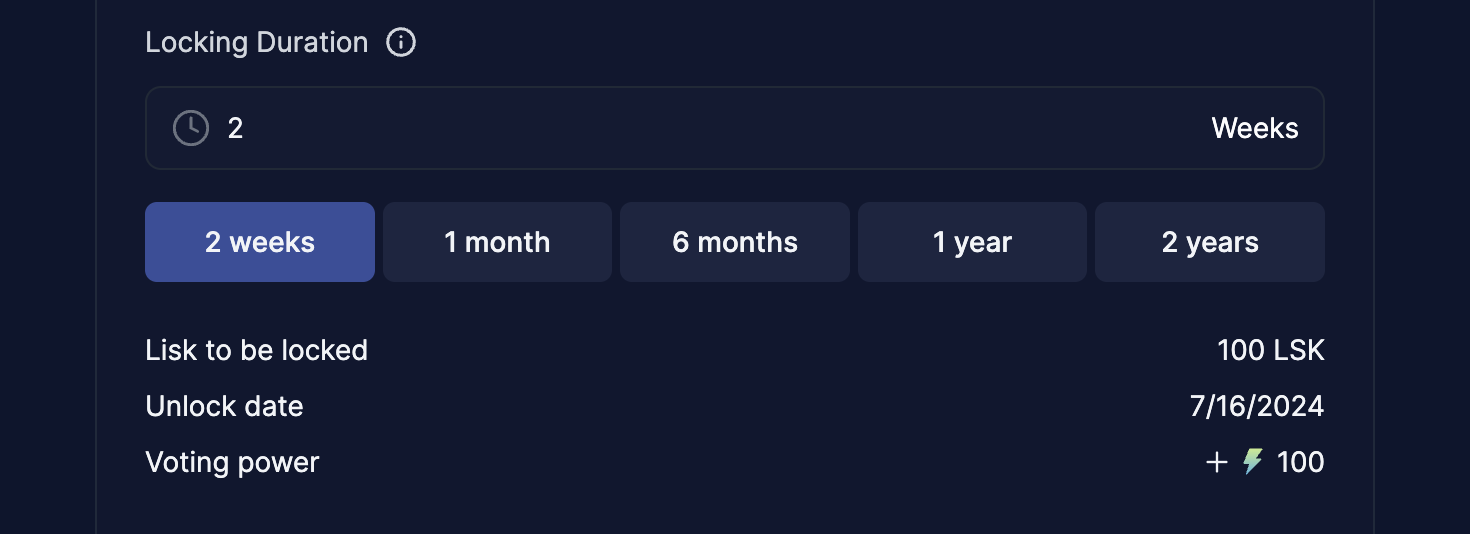 Locking Duration
2 Weeks
2 weeks 1 month 6 months 1 year 2 years
Lisk to be locked 100 LSK
Unlock date 7/16/2024
Voting power + ⚡ 100